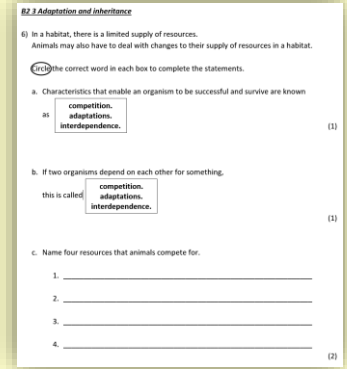 B2 3 Adaptation and inheritance
6) In a habitat, there is a limited supply of resources.
Animals may also have to deal with changes to their supply of resources in a habitat.
Circle the correct word in each box to complete the statements.
a. Characteristics that enable an organism to be successful and survive are known
competition.
as adaptations.
interdependence.
(1)
b. If two organisms depend on each other for something,
competition.
this is called adaptations.
interdependence.
(1)
c. Name four resources that animals compete for.
1.
2.
3.
4.
(2)